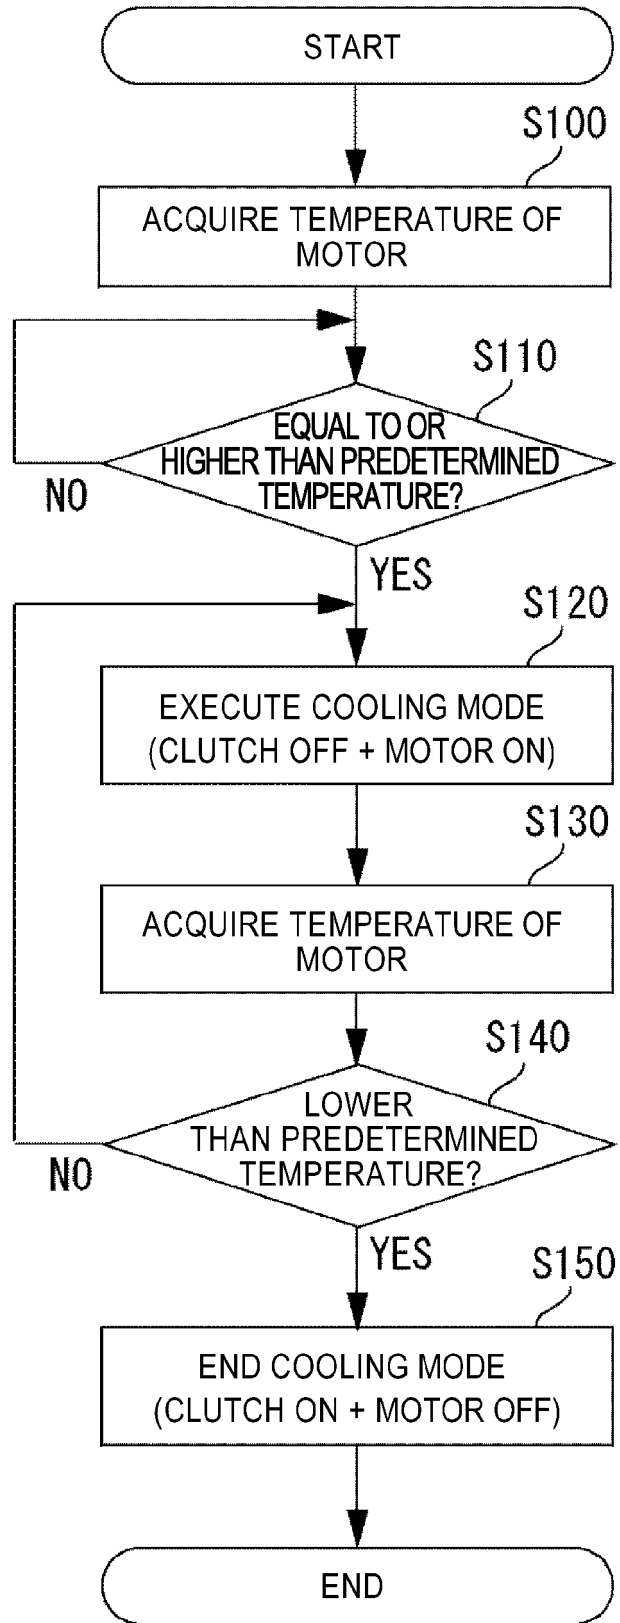 START
S100
ACQUIRE TEMPERATURE OF
MOTOR
S110
EQUAL TO OR
HIGHER THAN PREDETERMINED
TEMPERATURE?
NO
YES
S120
EXECUTE COOLING MODE
(CLUTCH OFF + MOTOR ON)
S130
ACQUIRE TEMPERATURE OF
MOTOR
S140
LOWER
THAN PREDETERMINED
TEMPERATURE?
NO
YES
S150
END COOLING MODE
(CLUTCH ON + MOTOR OFF)
END